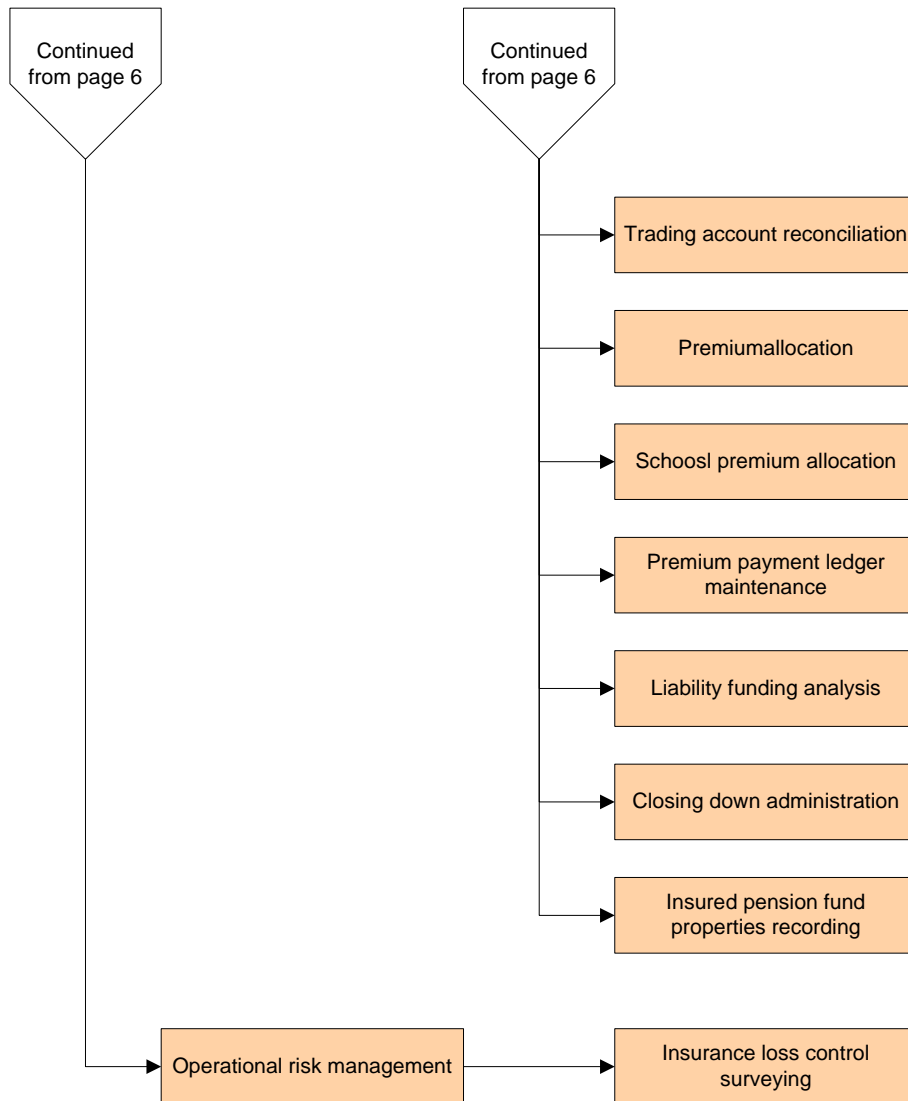 Continued
from page 6
Continued
from page 6
Trading account reconciliation
Premiumallocation
Schoosl premium allocation
Premium payment ledger
maintenance
Liability funding analysis
Closing down administration
Insured pension fund
properties recording
Operational risk management
Insurance loss control
surveying